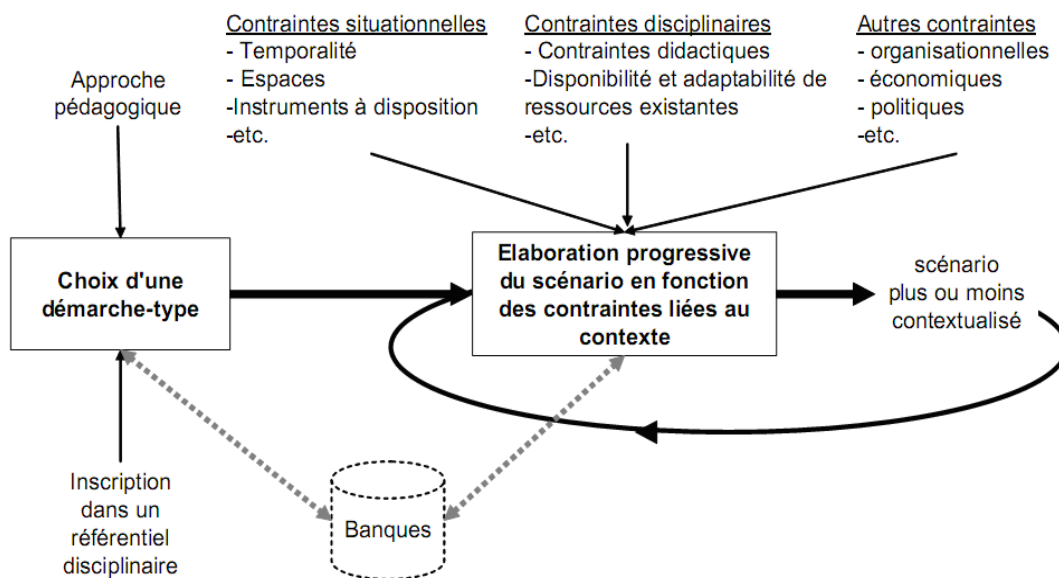 Contraintes situationnelles
- Temporalité
- Espaces
-Instruments à disposition
-etc.
Contraintes disciplinaires
- Contraintes didactiques
-Disponibilité et adaptabilité de
ressources existantes
-etc.
Autres contraintes
- organisationnelles
- économiques
- politiques
-etc.
Approche
pédagogique
Choix d'une
démarche-type
Elaboration progressive
du scénario en fonction
des contraintes liées au
contexte
scénario
plus ou moins
contextualisé
Inscription
dans un
référentiel
disciplinaire
Banques